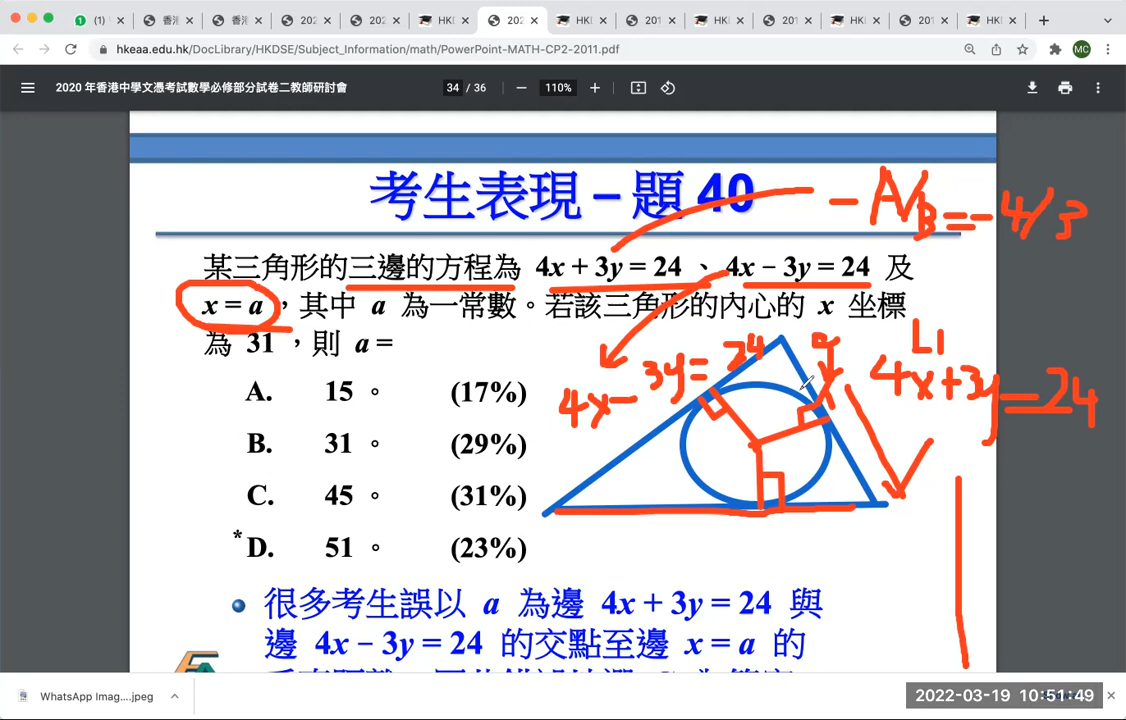 hkeaa.edu.hk/DocLibrary/HKDSE/Subject_Information/math/PowerPoint-MATH-CP2-2011.pdf
MC
2020 年香港中學文憑考試數學必修部分試卷二教師研討會
34 / 36
110%
考生表現 – 題 40
– A/B = – 4/3
某三角形的三邊的方程為 4x + 3y = 24 、 4x – 3y = 24 及
x = a ，其中 a 為一常數。若該三角形的內心的 x 坐標
為 31 ，則 a =
L1
4x – 3y = 24
4x + 3y = 24
A. 15 。 (17%)
B. 31 。 (29%)
C. 45 。 (31%)
* D. 51 。 (23%)
很多考生誤以 a 為邊 4x + 3y = 24 與
邊 4x – 3y = 24 的交點至邊 x = a 的
WhatsApp Imag....jpeg
2022-03-19 10:51:49